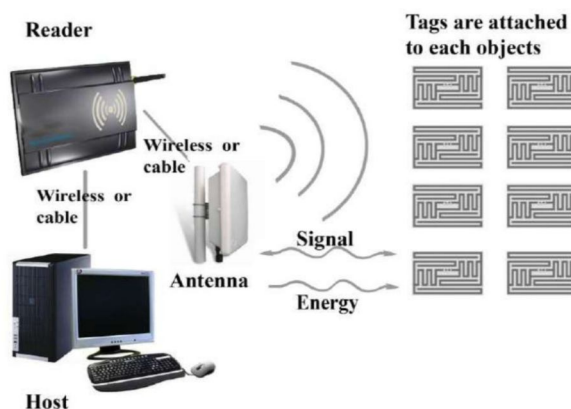 Reader
Tags are attached
to each objects
Wireless or
cable
Wireless or
cable
Signal
Antenna
Energy
Host